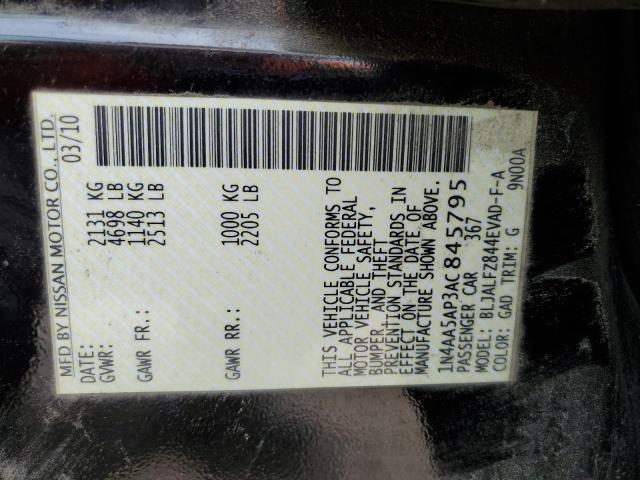 MFD BY NISSAN MOTOR CO., LTD.
DATE: 03/10
GVWR: 2131 KG
4698 LB
GAWR FR.: 1140 KG
2513 LB
GAWR RR.: 1000 KG
2205 LB
THIS VEHICLE CONFORMS TO
ALL APPLICABLE FEDERAL
MOTOR VEHICLE SAFETY,
BUMPER, AND THEFT
PREVENTION STANDARDS IN
EFFECT ON THE DATE OF
MANUFACTURE SHOWN ABOVE.
1N4AA5AP3AC845795
PASSENGER CAR 367
MODEL: BLJALFZ844EVAD-F-A
COLOR: GAD TRIM: G 9N00A